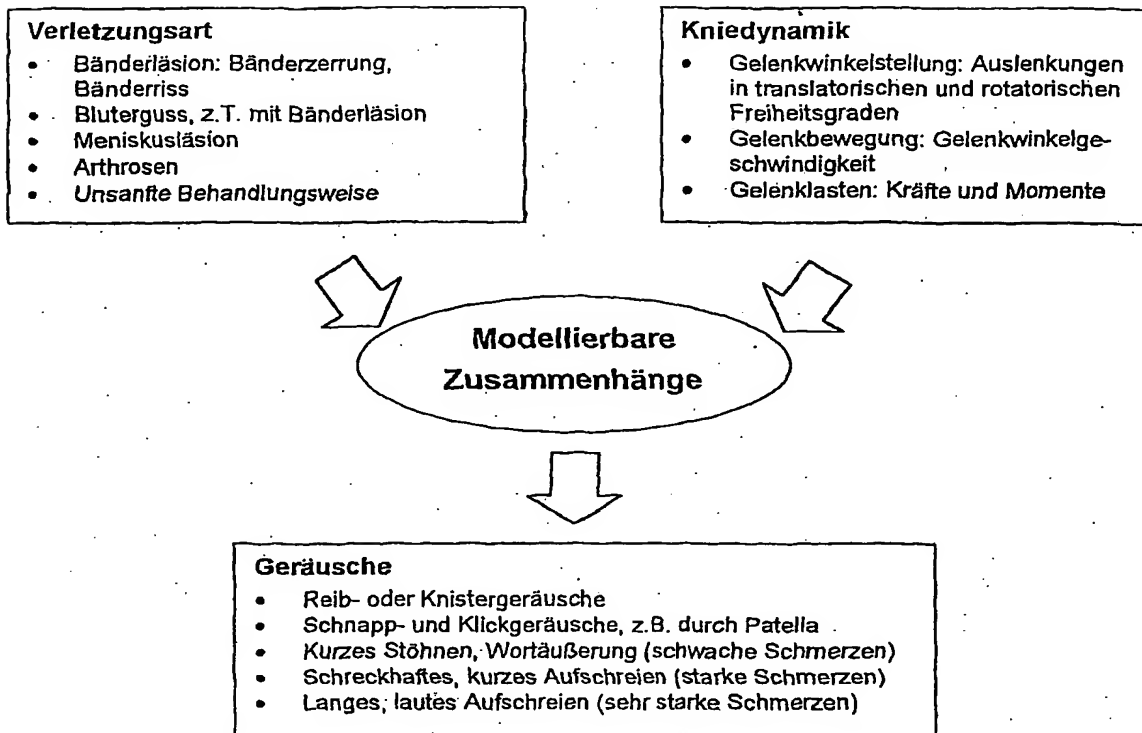 Verletzungsart
• Bänderläsion: Bänderzerrung,
Bänderriss
• Bluterguss, z.T. mit Bänderläsion
• Meniskusläsion
• Arthrosen
• Unsanfte Behandlungsweise
Kniedynamik
• Gelenkwinkelstellung: Auslenkungen
in translatorischen und rotatorischen
Freiheitsgraden
• Gelenkbewegung: Gelenkwinkelge-
schwindigkeit
• Gelenklasten: Kräfte und Momente
Modellierbare
Zusammenhänge
Geräusche
• Reib- oder Knistergeräusche
• Schnapp- und Klickgeräusche, z.B. durch Patella
• Kurzes Stöhnen, Wortäußerung (schwache Schmerzen)
• Schreckhaftes, kurzes Aufschreien (starke Schmerzen)
• Langes, lautes Aufschreien (sehr starke Schmerzen)